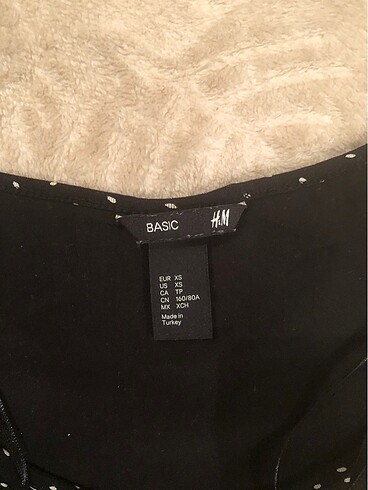 BASIC H&M
EUR XS
US XS
CA TP
CN 160/80A
MX XCH
Made in
Turkey